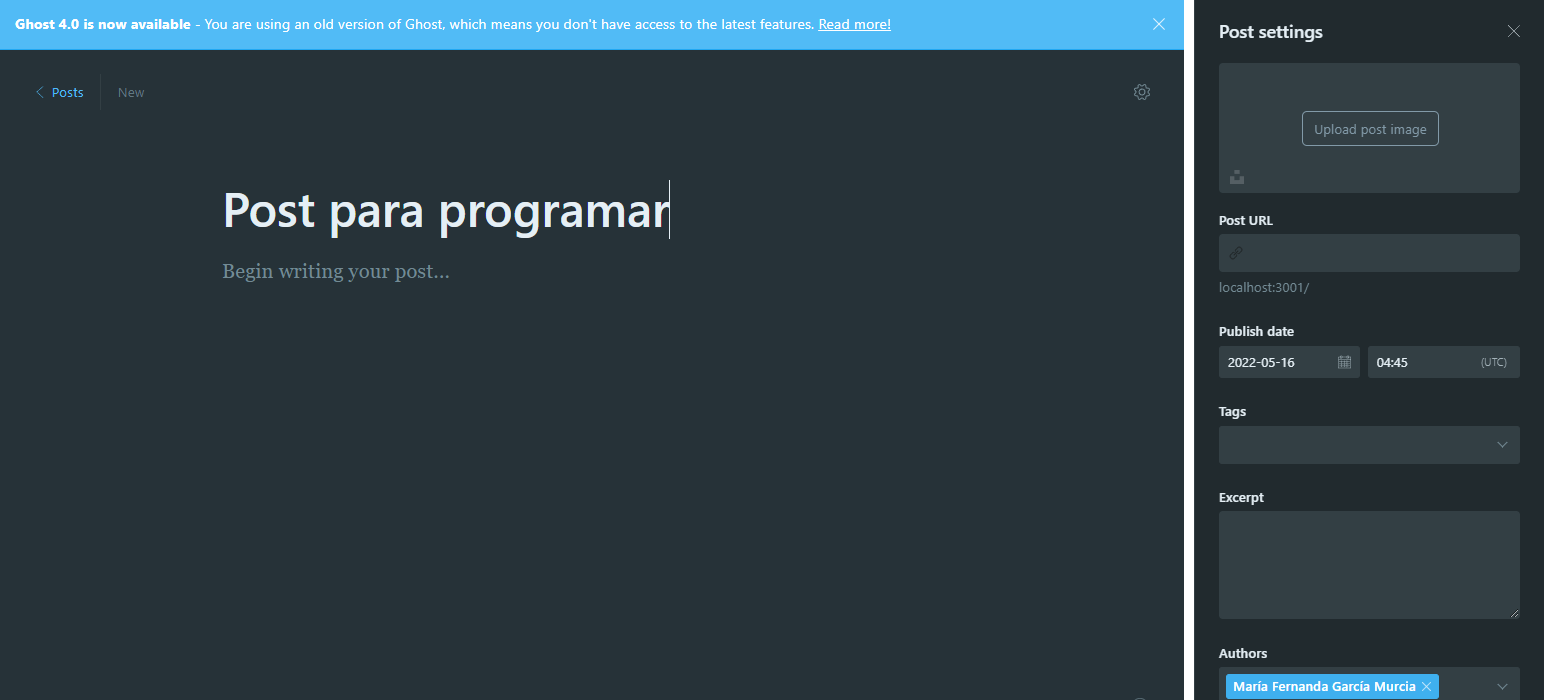 Ghost 4.0 is now available - You are using an old version of Ghost, which means you don't have access to the latest features. Read more!
Posts
New
Post para programar
Begin writing your post...
Post settings
Upload post image
Post URL
localhost:3001/
Publish date
2022-05-16
04:45
(UTC)
Tags
Excerpt
Authors
María Fernanda García Murcia